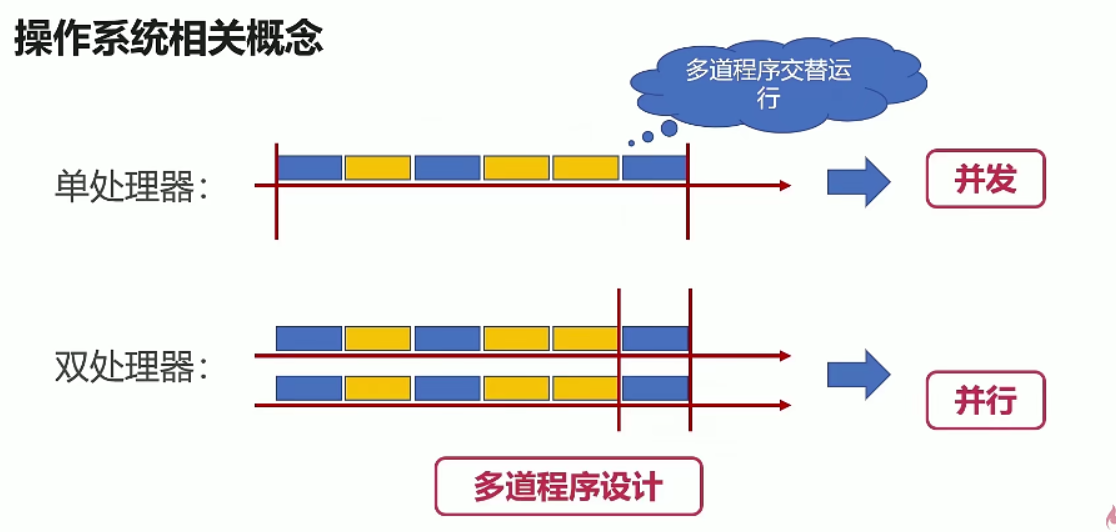 操作系统相关概念
多道程序交替运
行
单处理器：
并发
双处理器：
并行
多道程序设计